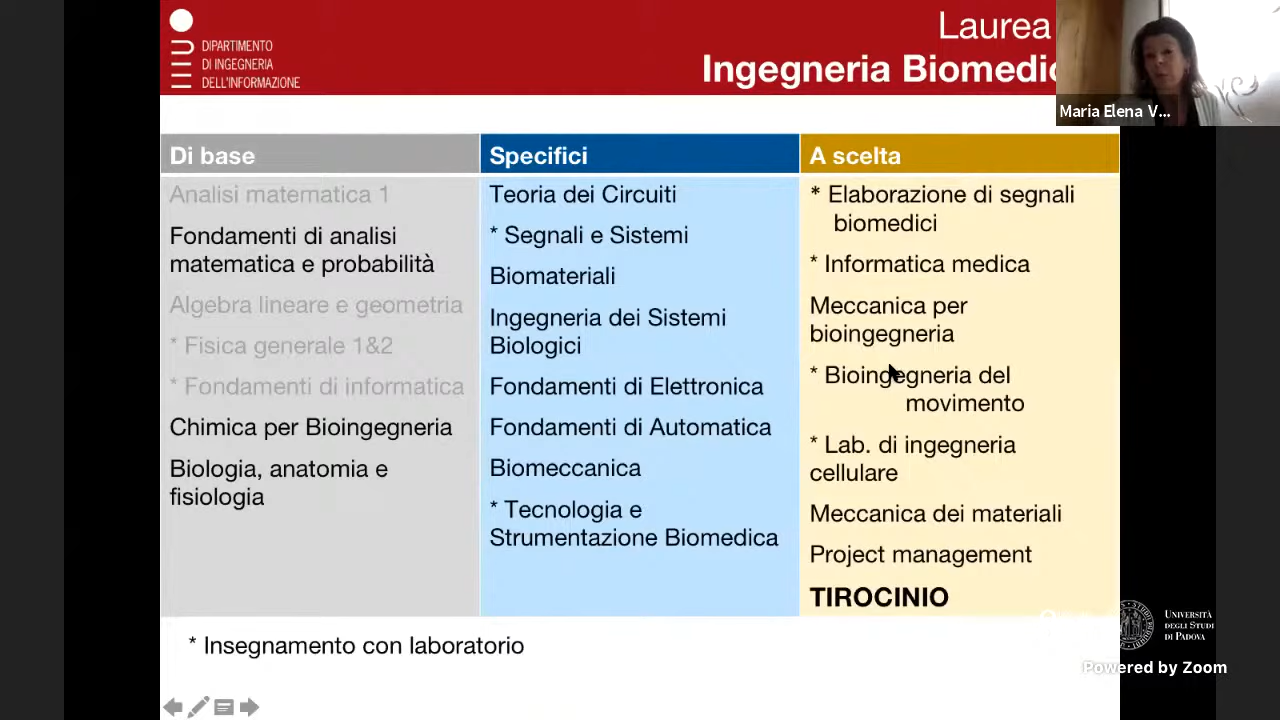 Laurea
Ingegneria Biomedic
DIPARTIMENTO
DI INGEGNERIA
DELL'INFORMAZIONE
Maria Elena V...
Di base
Analisi matematica 1
Fondamenti di analisi
matematica e probabilità
Algebra lineare e geometria
* Fisica generale 1&2
* Fondamenti di informatica
Chimica per Bioingegneria
Biologia, anatomia e
fisiologia
Specifici
Teoria dei Circuiti
* Segnali e Sistemi
Biomateriali
Ingegneria dei Sistemi
Biologici
Fondamenti di Elettronica
Fondamenti di Automatica
Biomeccanica
* Tecnologia e
Strumentazione Biomedica
A scelta
* Elaborazione di segnali
biomedici
* Informatica medica
Meccanica per
bioingegneria
* Bioingegneria del
movimento
* Lab. di ingegneria
cellulare
Meccanica dei materiali
Project management
TIROCINIO
* Insegnamento con laboratorio
UNIVERSITÀ
DEGLI STUDI
DI PADOVA
Powered by Zoom